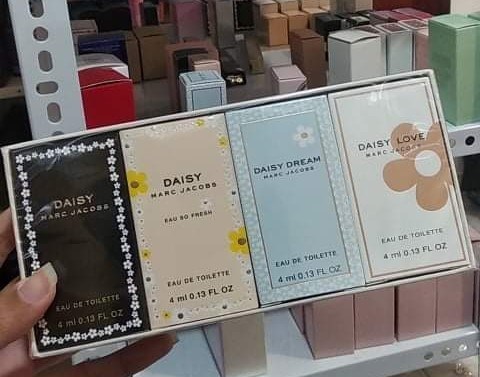 DAISY
MARC JACOBS
EAU DE TOILETTE
4 ml 0.13 FL OZ
DAISY
MARC JACOBS
EAU SO FRESH
EAU DE TOILETTE
4 ml 0.13 FL OZ
DAISY DREAM
MARC JACOBS
EAU DE TOILETTE
4 ml 0.13 FL OZ
DAISY LOVE
MARC JACOBS
EAU DE TOILETTE
4 ml 0.13 FL OZ